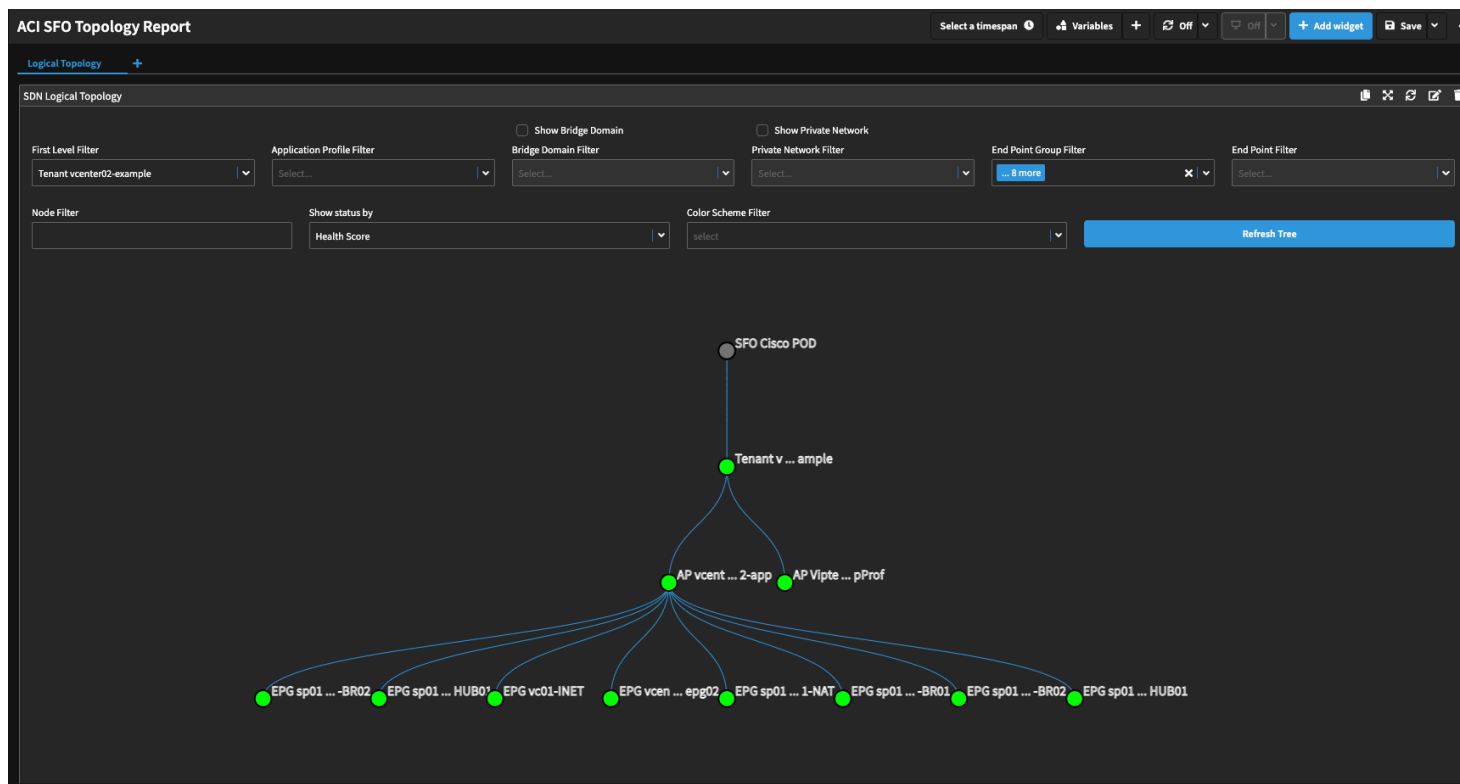 ACI SFO Topology Report
Select a timespan Variables Off Off Add widget Save
Logical Topology
SDN Logical Topology
Show Bridge Domain Show Private Network
First Level Filter Application Profile Filter Bridge Domain Filter Private Network Filter End Point Group Filter End Point Filter
Tenant vcenter02-example Select... Select... Select... ... 8 more Select...
Node Filter Show status by Color Scheme Filter
Health Score select Refresh Tree
SFO Cisco POD
Tenant v ... ample
AP vcent ... 2-app AP Vipte ... pProf
EPG sp01 ... -BR02 EPG sp01 ... HUB01 EPG vc01-INET EPG vcen ... epg02 EPG sp01 ... 1-NAT EPG sp01 ... -BR01 EPG sp01 ... -BR02 EPG sp01 ... HUB01